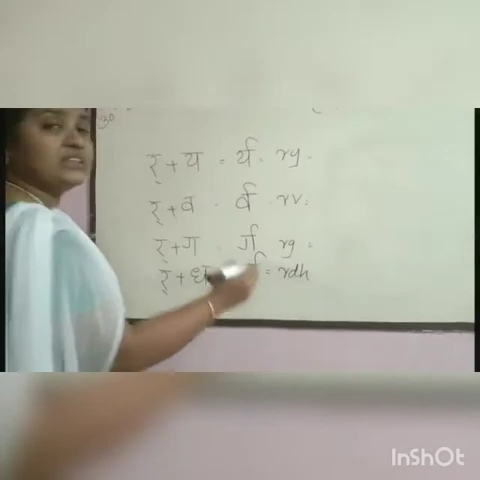 र् + य = र्य = ry =
र् + व = र्व = rv =
र् + ग = र्ग rg =
र् + ध = rdh
InShOt